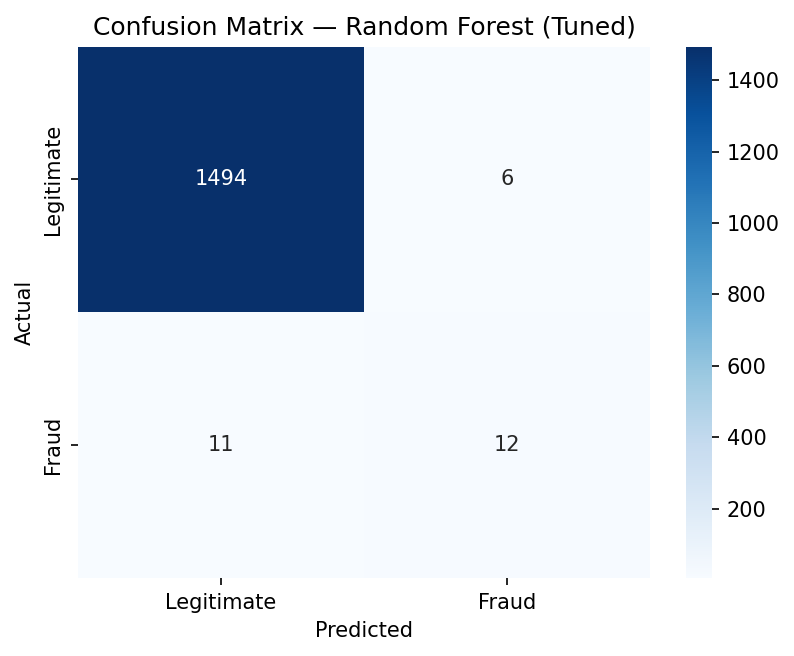 Confusion Matrix — Random Forest (Tuned)
Actual
Legitimate
Fraud
1494
6
11
12
Legitimate
Fraud
Predicted
1400
1200
1000
800
600
400
200